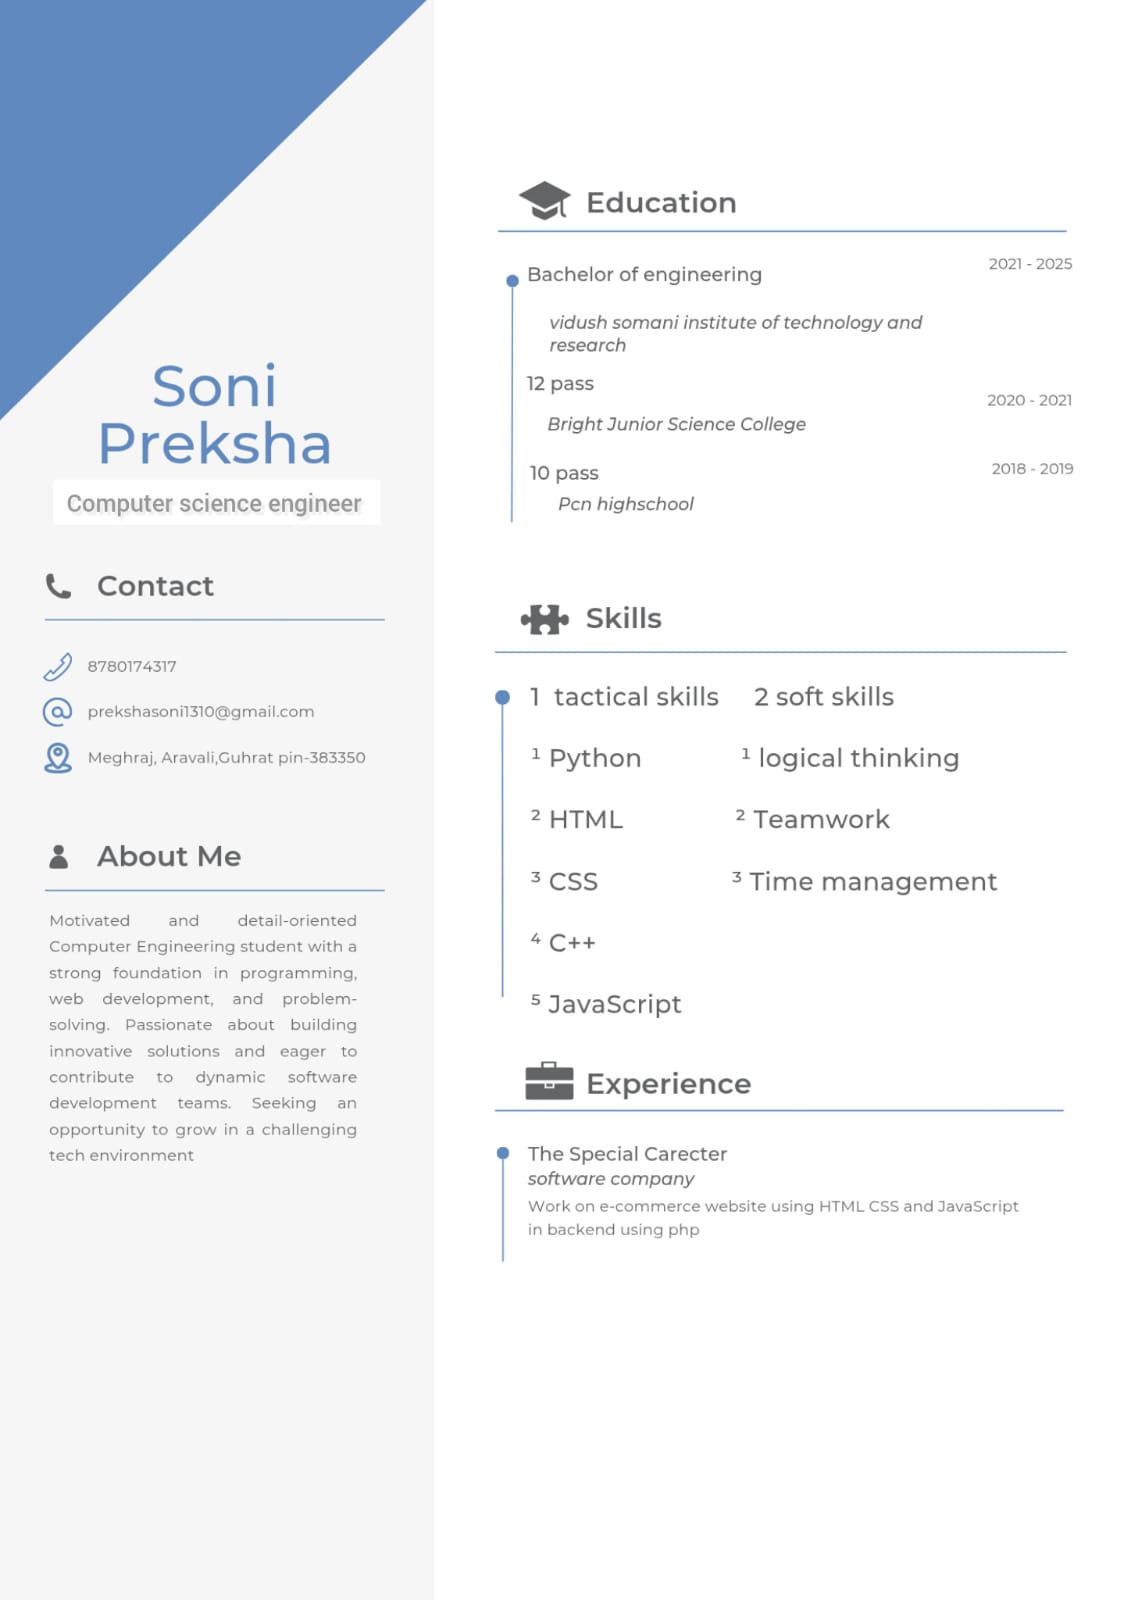 Soni
Preksha
Computer science engineer
Contact
8780174317
prekshasoni1310@gmail.com
Meghraj, Aravali,Guhrat pin-383350
About Me
Motivated and detail-oriented
Computer Engineering student with a
strong foundation in programming,
web development, and problem-
solving. Passionate about building
innovative solutions and eager to
contribute to dynamic software
development teams. Seeking an
opportunity to grow in a challenging
tech environment
Education
Bachelor of engineering 2021 - 2025
vidush somani institute of technology and
research
12 pass
2020 - 2021
Bright Junior Science College
10 pass 2018 - 2019
Pcn highschool
Skills
1 tactical skills 2 soft skills
¹ Python ¹ logical thinking
² HTML ² Teamwork
³ CSS ³ Time management
⁴ C++
⁵ JavaScript
Experience
The Special Carecter
software company
Work on e-commerce website using HTML CSS and JavaScript
in backend using php